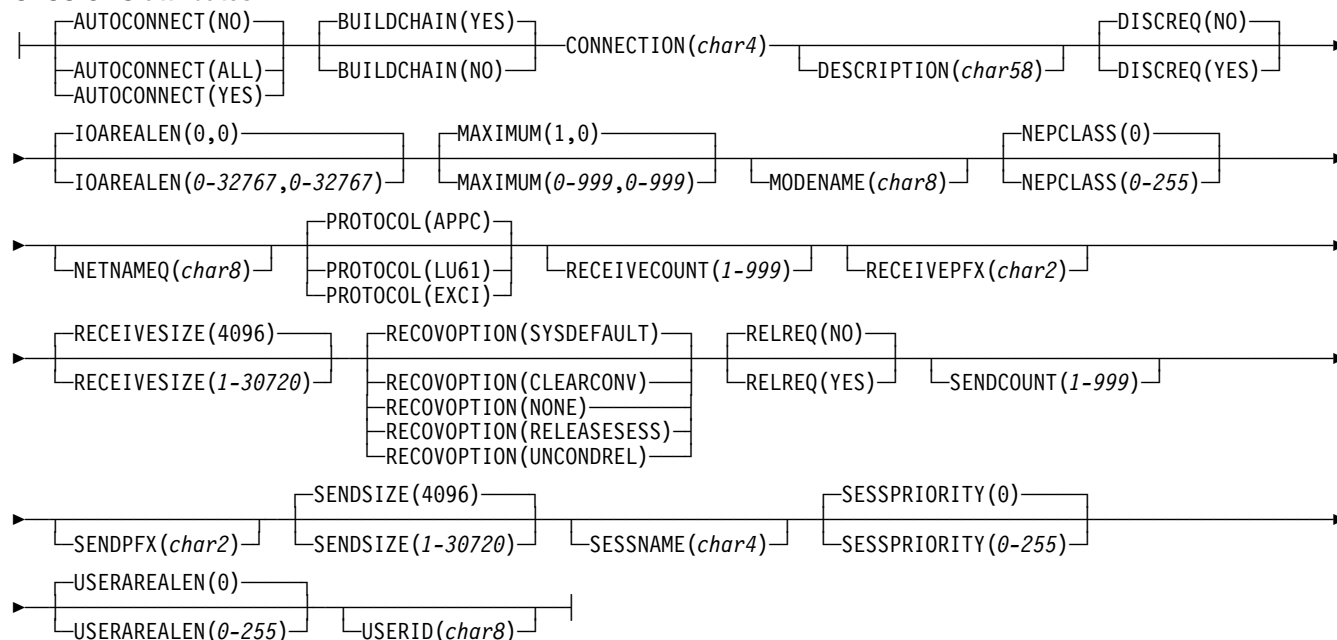 AUTOCONNECT(NO) BUILDCHAIN(YES) DISCREQ(NO)
CONNECTION(char4)
AUTOCONNECT(ALL) BUILDCHAIN(NO) DESCRIPTION(char58) DISCREQ(YES)
AUTOCONNECT(YES)
IOAREALEN(0,0) MAXIMUM(1,0) NEPCLASS(0)
IOAREALEN(0-32767,0-32767) MAXIMUM(0-999,0-999) MODENAME(char8) NEPCLASS(0-255)
PROTOCOL(APPC)
NETNAMEQ(char8) PROTOCOL(LU61) RECEIVECOUNT(1-999) RECEIVEPFX(char2)
PROTOCOL(EXCI)
RECEIVESIZE(4096) RECOVOPTION(SYSDEFAULT) RELREQ(NO)
RECEIVESIZE(1-30720) RECOVOPTION(CLEARCONV) RELREQ(YES) SENDCOUNT(1-999)
RECOVOPTION(NONE)
RECOVOPTION(RELEASESESS)
RECOVOPTION(UNCONDREL)
SENDSIZE(4096) SESSPRIORITY(0)
SENDPFX(char2) SENDSIZE(1-30720) SESSNAME(char4) SESSPRIORITY(0-255)
USERAREALEN(0)
USERAREALEN(0-255) USERID(char8)